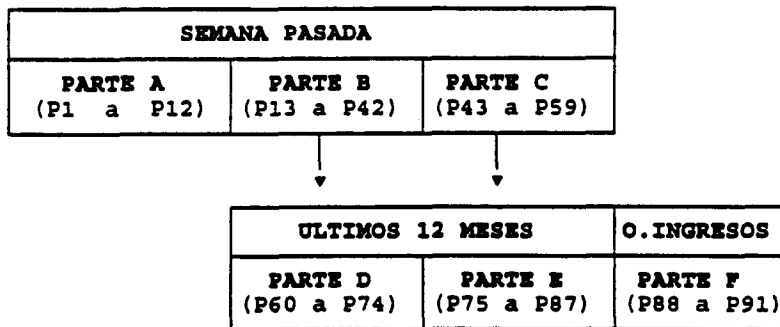 SEMANA PASADA
PARTE A PARTE B PARTE C
(P1 a P12) (P13 a P42) (P43 a P59)
ULTIMOS 12 MESES O.INGRESOS
PARTE D PARTE E PARTE F
(P60 a P74) (P75 a P87) (P88 a P91)